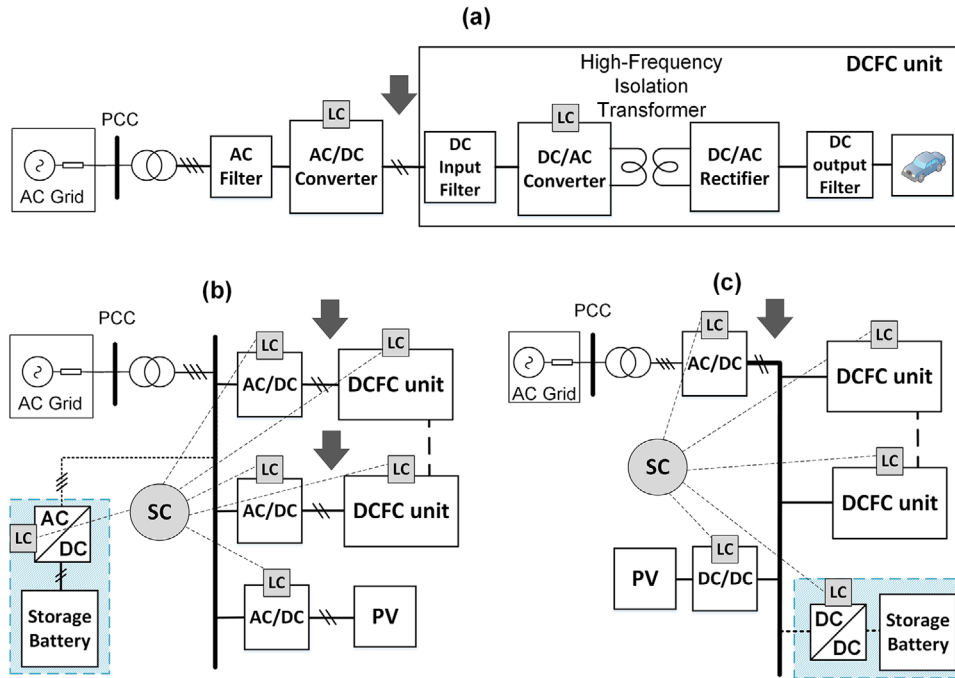 (a)
High-Frequency
Isolation
Transformer
DCFC unit
PCC
AC Grid
AC
Filter
LC
AC/DC
Converter
DC
Input
Filter
LC
DC/AC
Converter
DC/AC
Rectifier
DC
output
Filter
(b)
PCC
AC Grid
LC
AC/DC
LC
DCFC unit
LC
AC/DC
LC
DCFC unit
SC
LC
AC
DC
Storage
Battery
LC
AC/DC
PV
(c)
PCC
AC Grid
LC
AC/DC
LC
DCFC unit
LC
DCFC unit
SC
PV
LC
DC/DC
LC
DC
DC
Storage
Battery